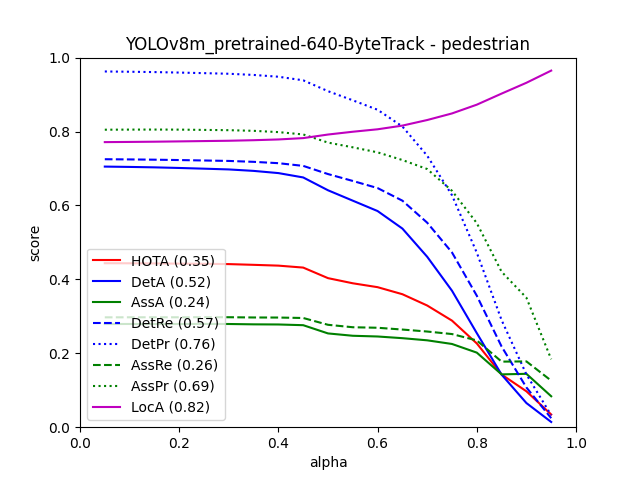 YOLOv8m_pretrained-640-ByteTrack - pedestrian
1.0
0.8
0.6
0.4
0.2
0.0
score
HOTA (0.35)
DetA (0.52)
AssA (0.24)
DetRe (0.57)
DetPr (0.76)
AssRe (0.26)
AssPr (0.69)
LocA (0.82)
0.0 0.2 0.4 0.6 0.8 1.0
alpha